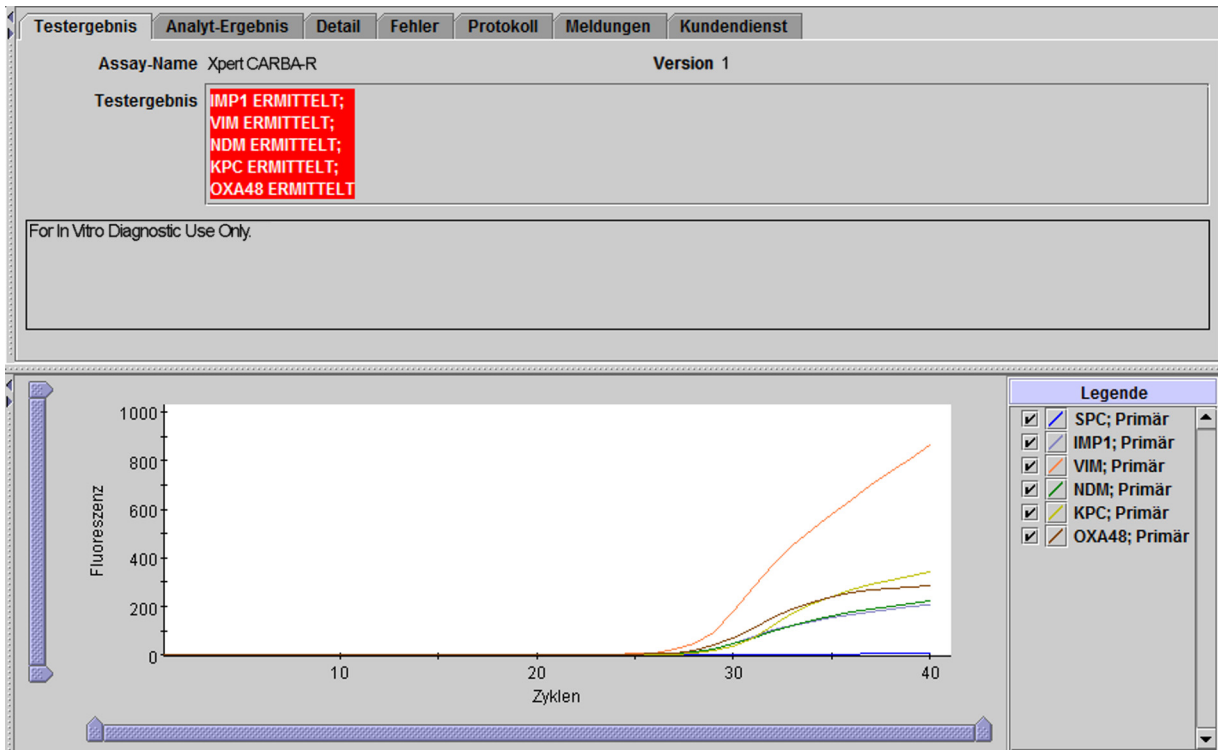 Testergebnis Analyt-Ergebnis Detail Fehler Protokoll Meldungen Kundendienst
Assay-Name Xpert CARBA-R Version 1
Testergebnis IMP1 ERMITTELT;
VIM ERMITTELT;
NDM ERMITTELT;
KPC ERMITTELT;
OXA48 ERMITTELT
For In Vitro Diagnostic Use Only.
1000
800
600
400
200
0
Fluoreszenz
10 20 30 40
Zyklen
Legende
SPC; Primär
IMP1; Primär
VIM; Primär
NDM; Primär
KPC; Primär
OXA48; Primär